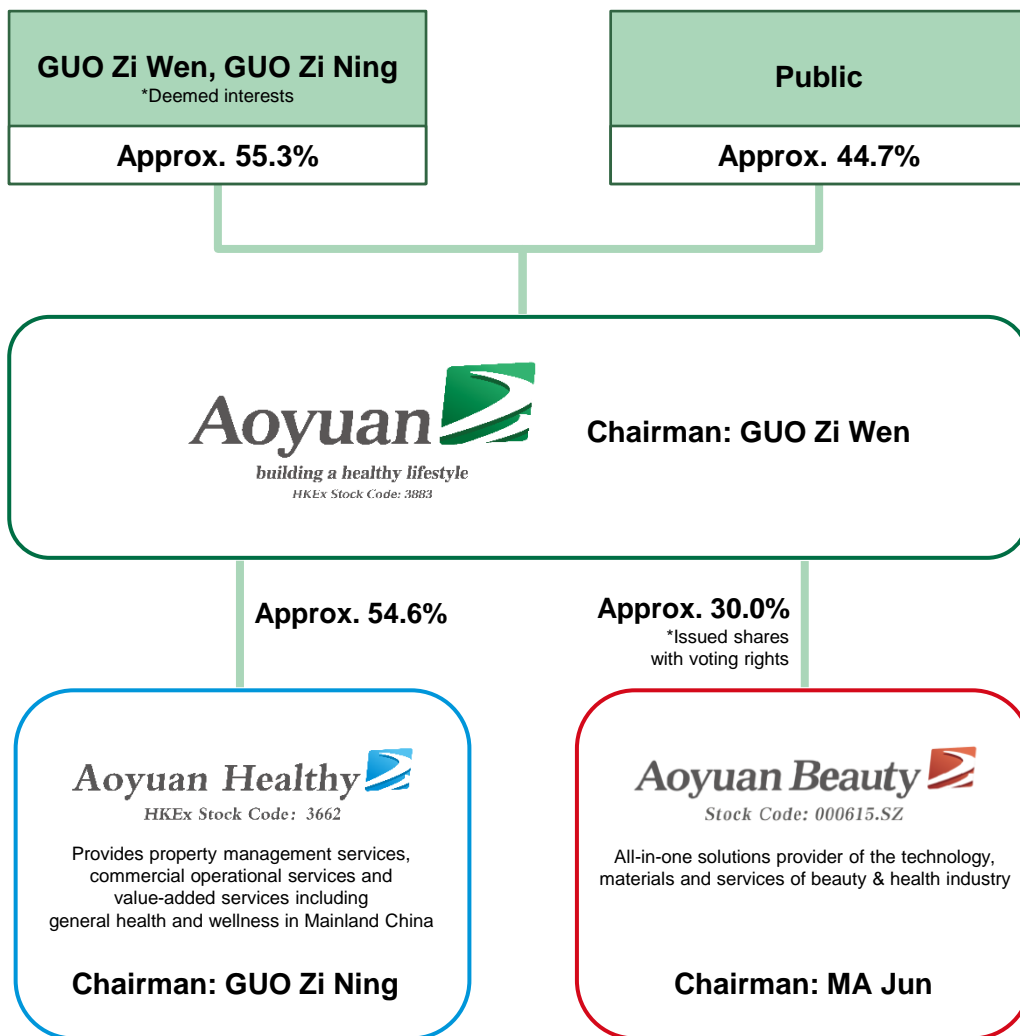 GUO Zi Wen, GUO Zi Ning
*Deemed interests
Approx. 55.3%
Public
Approx. 44.7%
Aoyuan
building a healthy lifestyle
HKEx Stock Code: 3883
Chairman: GUO Zi Wen
Approx. 54.6%
Approx. 30.0%
*Issued shares
with voting rights
Aoyuan Healthy
HKEx Stock Code: 3662
Provides property management services,
commercial operational services and
value-added services including
general health and wellness in Mainland China
Chairman: GUO Zi Ning
Aoyuan Beauty
Stock Code: 000615.SZ
All-in-one solutions provider of the technology,
materials and services of beauty & health industry
Chairman: MA Jun